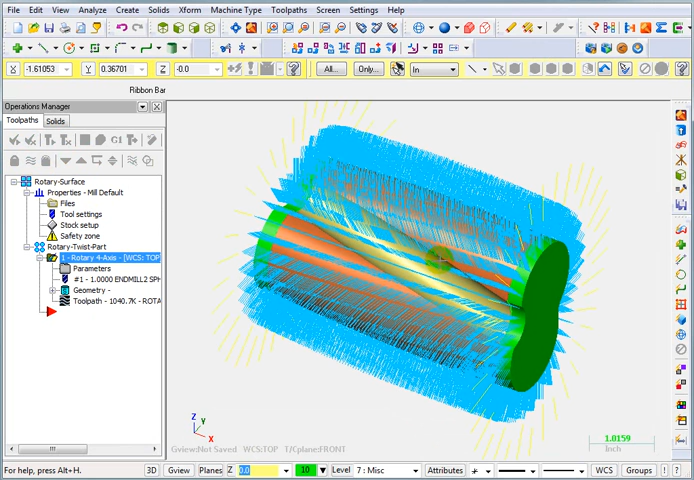 File Edit View Analyze Create Solids Xform Machine Type Toolpaths Screen Settings Help
X -1.61053 Y 0.36701 Z -0.0 All... Only... In
Ribbon Bar
Operations Manager
Toolpaths Solids
G1
Rotary-Surface
Properties - Mill Default
Files
Tool settings
Stock setup
Safety zone
Rotary-Twist-Part
1 - Rotary 4-Axis - [WCS: TOP
Parameters
#1 - 1.0000 ENDMILL2 SPH
Geometry -
Toolpath - 1040.7K - ROTA
Z Y X
Gview:Not Saved WCS:TOP T/Cplane:FRONT
1.0159
Inch
For help, press Alt+H. 3D Gview Planes Z 0.0 10 Level 7 : Misc Attributes WCS Groups ?